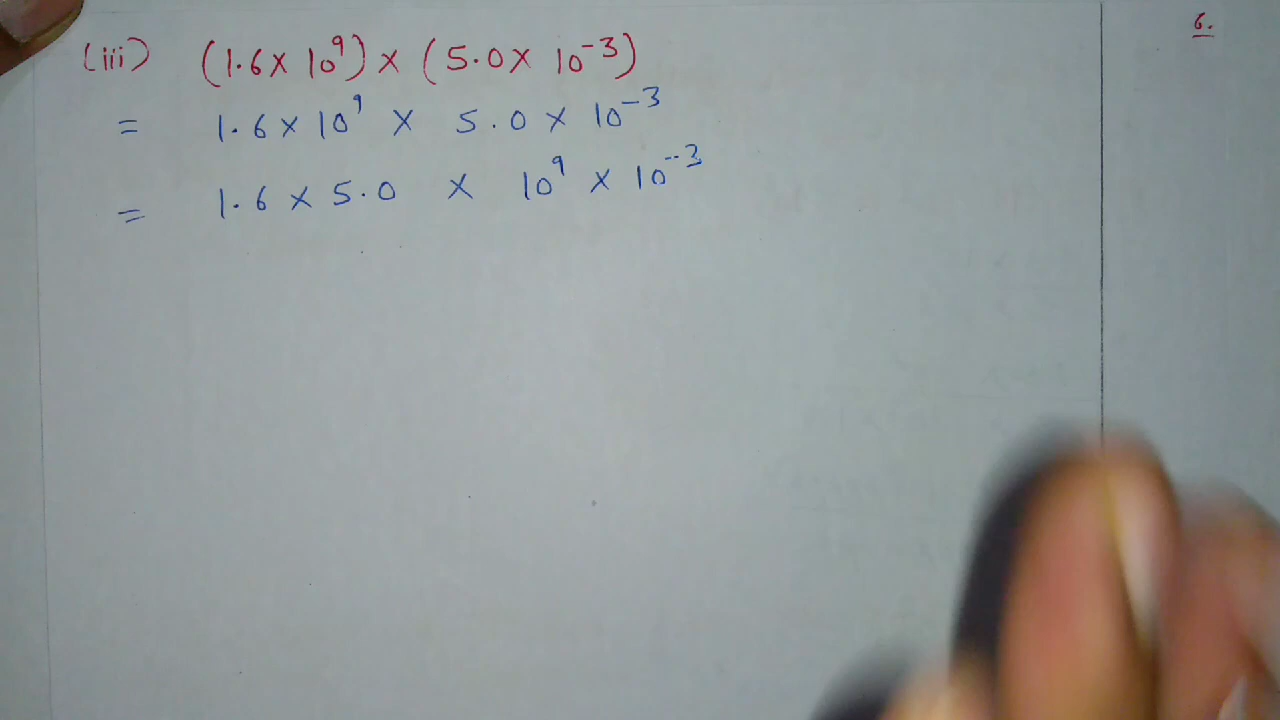 6.
(iii) (1.6 × 10⁹) × (5.0 × 10⁻³)
= 1.6 × 10⁹ × 5.0 × 10⁻³
= 1.6 × 5.0 × 10⁹ × 10⁻³